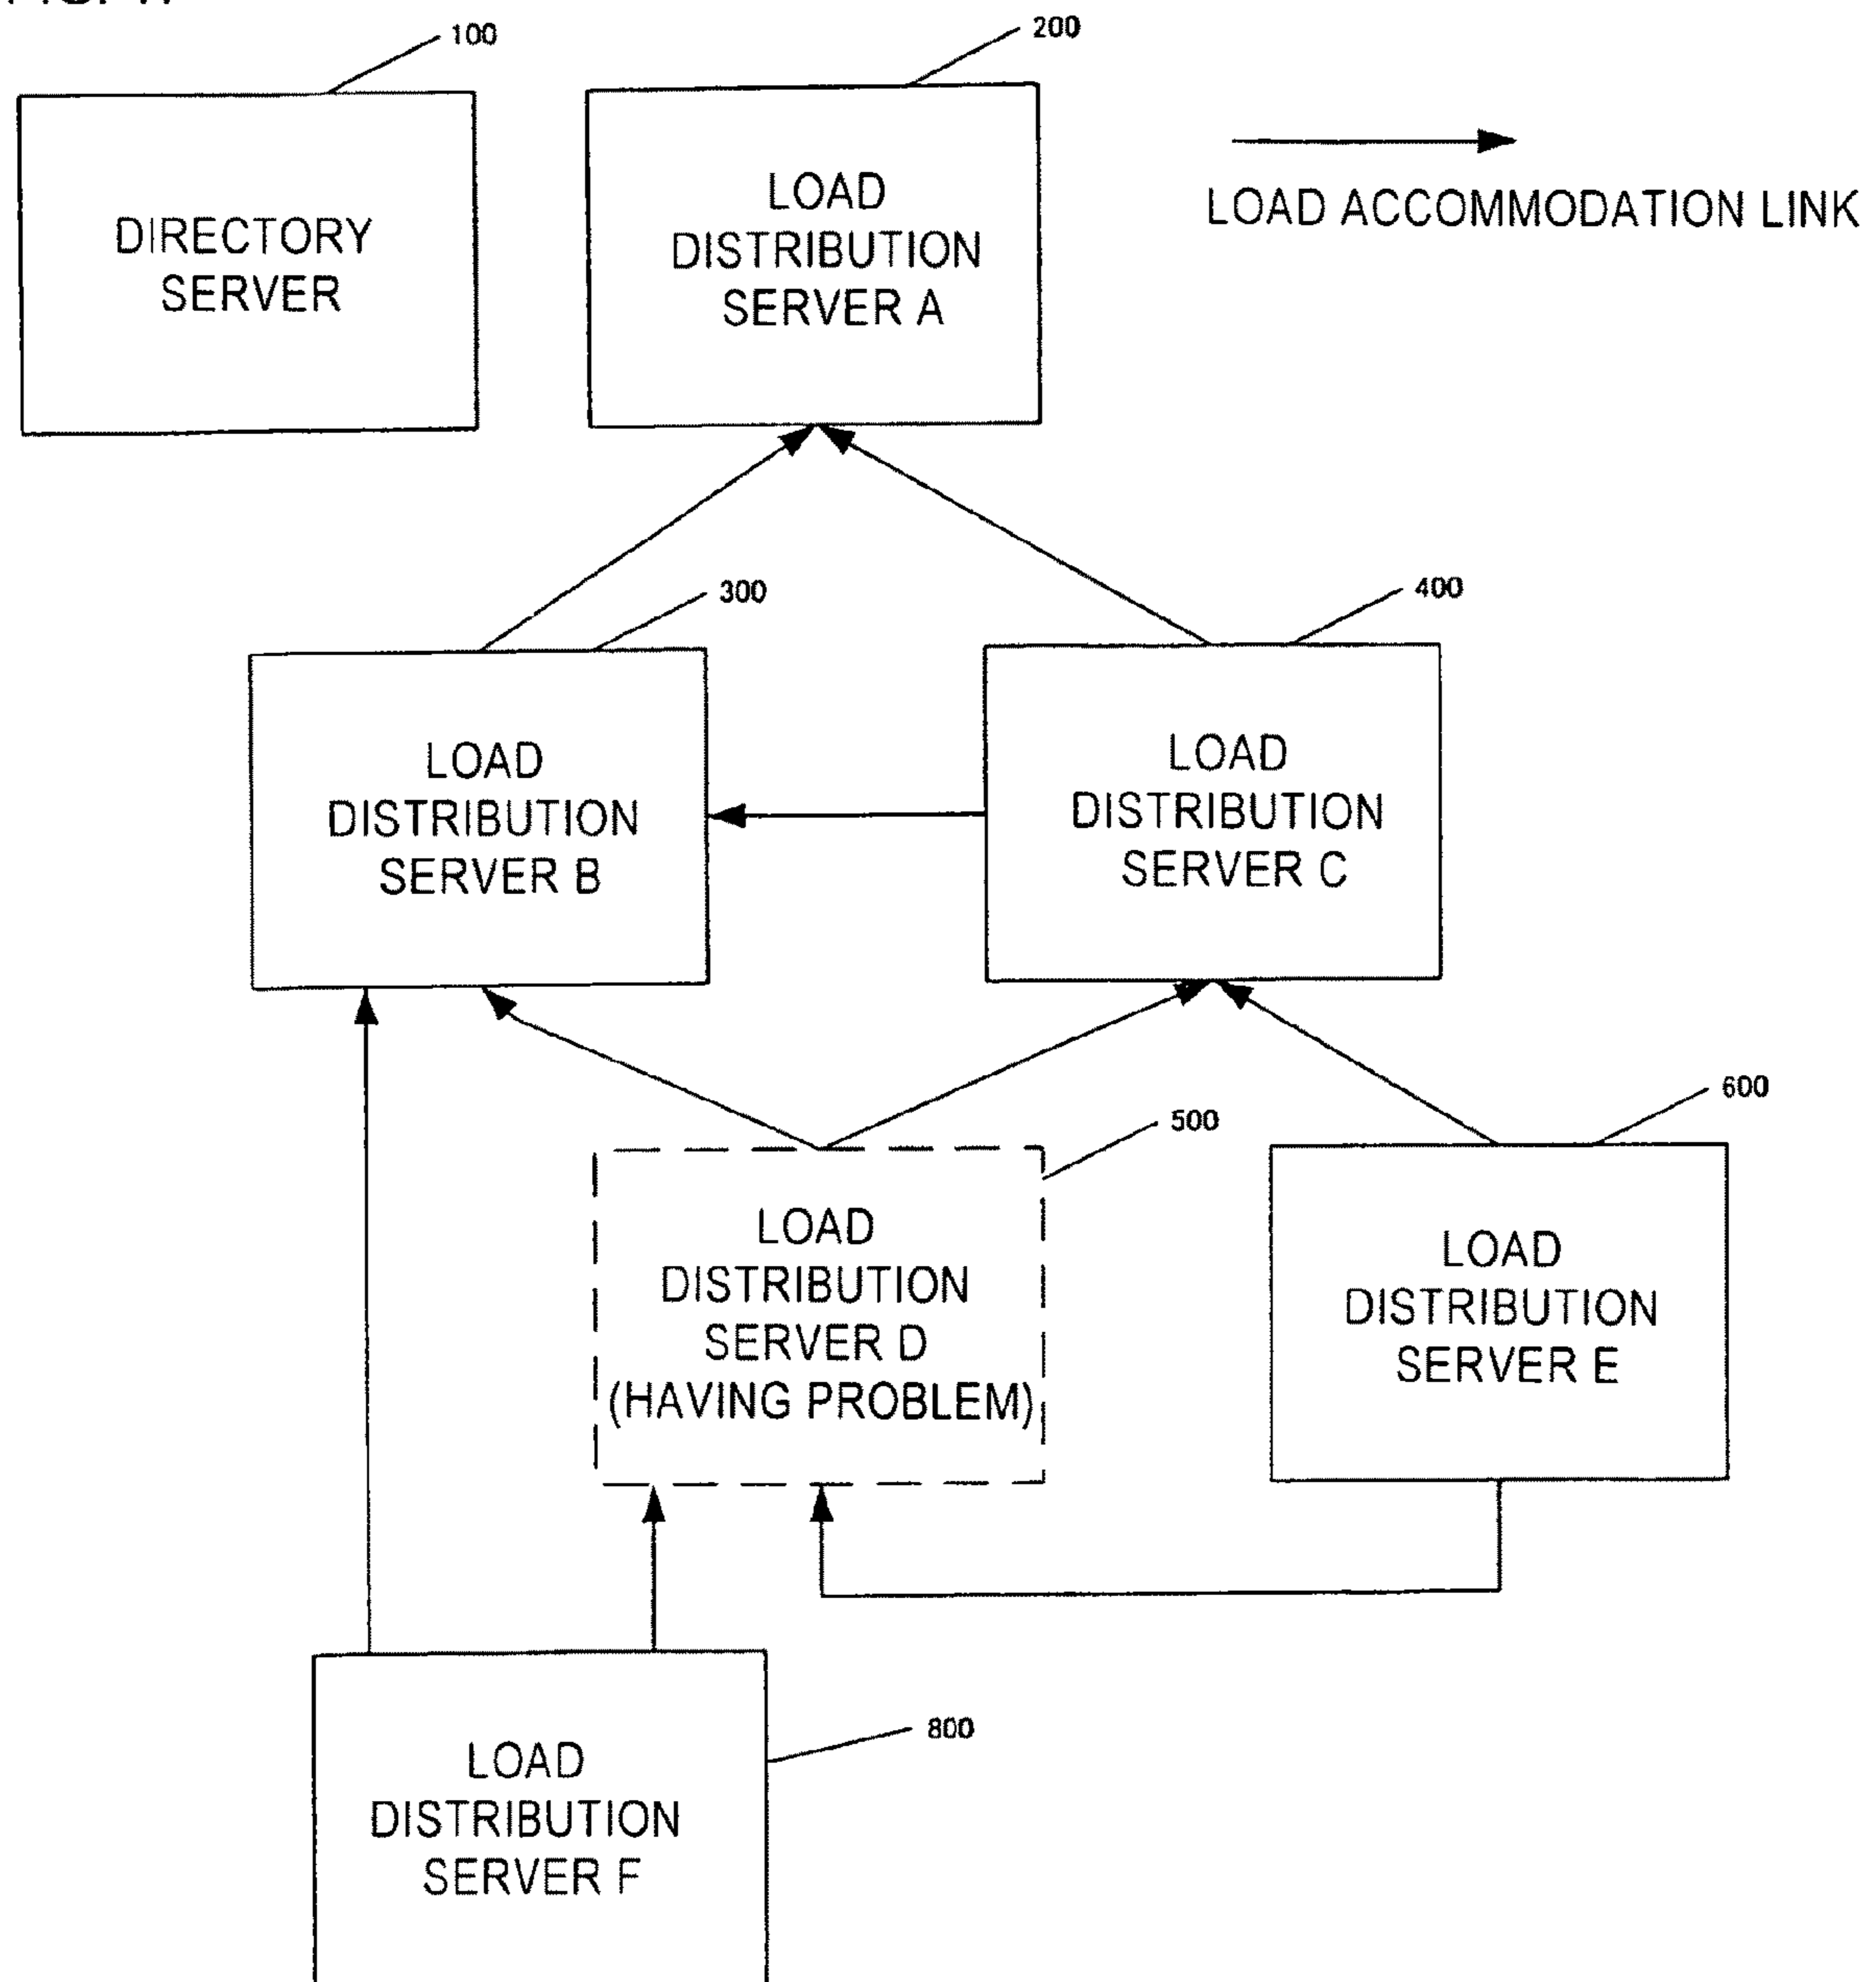 100
200
DIRECTORY
SERVER
LOAD
DISTRIBUTION
SERVER A
LOAD ACCOMMODATION LINK
300
400
LOAD
DISTRIBUTION
SERVER B
LOAD
DISTRIBUTION
SERVER C
500
600
LOAD
DISTRIBUTION
SERVER D
(HAVING PROBLEM)
LOAD
DISTRIBUTION
SERVER E
800
LOAD
DISTRIBUTION
SERVER F